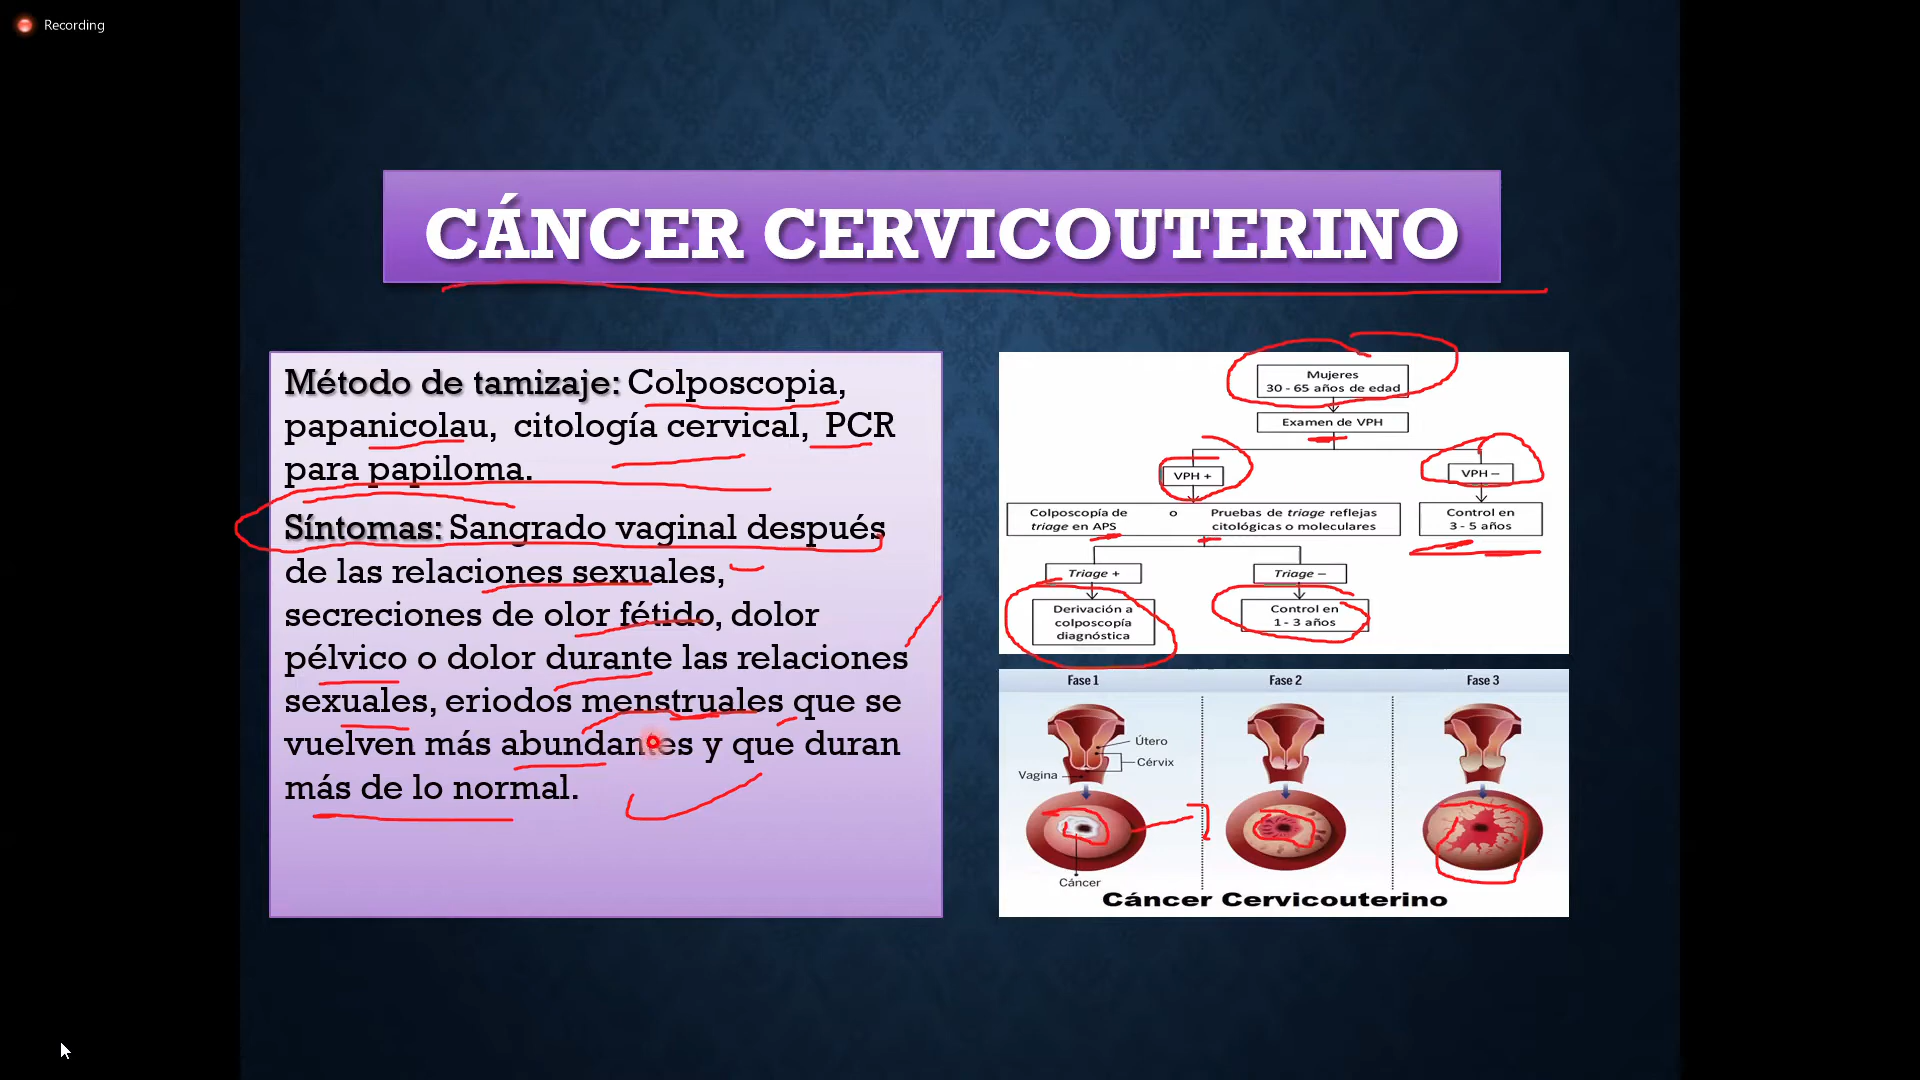 Recording
CÁNCER CERVICOUTERINO
Método de tamizaje: Colposcopia,
papanicolau, citología cervical, PCR
para papiloma.
Síntomas: Sangrado vaginal después
de las relaciones sexuales,
secreciones de olor fétido, dolor
pélvico o dolor durante las relaciones
sexuales, eriodos menstruales que se
vuelven más abundantes y que duran
más de lo normal.
Mujeres
30 - 65 años de edad
Examen de VPH
VPH +
VPH –
Colposcopía de
triage en APS
o
Pruebas de triage reflejas
citológicas o moleculares
Control en
3 - 5 años
Triage +
Triage –
Derivación a
colposcopía
diagnóstica
Control en
1 - 3 años
Fase 1
Fase 2
Fase 3
Útero
Cérvix
Vagina
Cáncer
Cáncer Cervicouterino